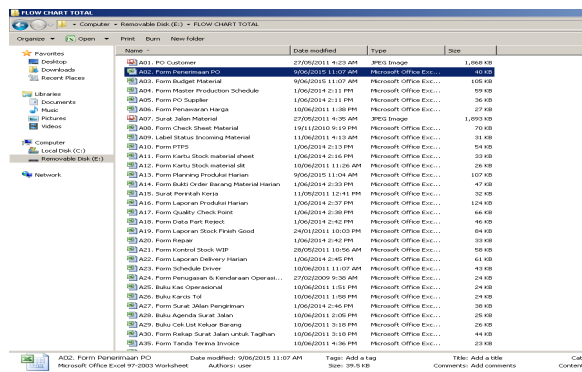 FLOW CHART TOTAL
Computer ▸ Removable Disk (E:) ▸ FLOW CHART TOTAL
Organize Open Print Burn New folder
Favorites
Desktop
Downloads
Recent Places
Libraries
Documents
Music
Pictures
Videos
Computer
Local Disk (C:)
Removable Disk (E:)
Network
Name Date modified Type Size
A01. PO Customer 27/05/2011 4:23 AM JPEG Image 1,868 KB
A02. Form Penerimaan PO 9/06/2015 11:07 AM Microsoft Office Exc... 40 KB
A03. Form Budget Material 9/06/2015 11:07 AM Microsoft Office Exc... 105 KB
A04. Form Master Production Schedule 1/06/2014 2:11 PM Microsoft Office Exc... 59 KB
A05. Form PO Supplier 1/06/2014 2:11 PM Microsoft Office Exc... 36 KB
A06. Form Penawaran Harga 10/06/2011 1:38 PM Microsoft Office Exc... 27 KB
A07. Surat Jalan Material 27/05/2011 4:35 AM JPEG Image 1,893 KB
A08. Form Check Sheet Material 19/11/2010 9:19 PM Microsoft Office Exc... 70 KB
A09. Label Status Incoming Material 11/06/2011 4:13 AM Microsoft Office Exc... 31 KB
A10. Form PTPS 1/06/2014 2:13 PM Microsoft Office Exc... 54 KB
A11. Form Kartu Stock material sheet 1/06/2014 2:16 PM Microsoft Office Exc... 33 KB
A12. Form Kartu Stock material slit 10/06/2011 11:26 AM Microsoft Office Exc... 26 KB
A13. Form Planning Produksi Harian 9/06/2015 11:04 AM Microsoft Office Exc... 107 KB
A14. Form Bukti Order Barang Material Harian 1/06/2014 2:33 PM Microsoft Office Exc... 47 KB
A15. Surat Perintah Kerja 11/05/2011 12:41 PM Microsoft Office Exc... 32 KB
A16. Form Laporan Produksi Harian 1/06/2014 2:37 PM Microsoft Office Exc... 124 KB
A17. Form Quality Check Point 1/06/2014 2:38 PM Microsoft Office Exc... 66 KB
A18. Form Data Part Reject 1/06/2014 2:42 PM Microsoft Office Exc... 46 KB
A19. Form Laporan Stock Finish Good 24/01/2011 10:03 PM Microsoft Office Exc... 84 KB
A20. Form Repair 1/06/2014 2:42 PM Microsoft Office Exc... 33 KB
A21. Form Kontrol Stock WIP 28/05/2011 10:56 AM Microsoft Office Exc... 58 KB
A22. Form Laporan Delivery Harian 1/06/2014 2:42 PM Microsoft Office Exc... 61 KB
A23. Form Schedule Driver 10/06/2011 11:07 AM Microsoft Office Exc... 43 KB
A24. Form Penugasan & Kendaraan Operasi... 27/02/2009 9:38 AM Microsoft Office Exc... 24 KB
A25. Buku Kas Operasional 10/06/2011 1:51 PM Microsoft Office Exc... 24 KB
A26. Buku Karcis Tol 10/06/2011 1:58 PM Microsoft Office Exc... 24 KB
A27. Form Surat JAlan Pengiriman 1/06/2014 2:46 PM Microsoft Office Exc... 38 KB
A28. Buku Agenda Surat Jalan 10/06/2011 2:05 PM Microsoft Office Exc... 25 KB
A29. Buku Cek List Keluar Barang 10/06/2011 3:18 PM Microsoft Office Exc... 26 KB
A30. Form Rekap Surat Jalan untuk Tagihan 10/06/2011 3:18 PM Microsoft Office Exc... 44 KB
A35. Form Tanda Terima Invoice 10/06/2011 4:36 PM Microsoft Office Exc... 23 KB
A02. Form Penerimaan PO Date modified: 9/06/2015 11:07 AM Tags: Add a tag Title: Add a title Cat
Microsoft Office Excel 97-2003 Worksheet Authors: user Size: 39.5 KB Comments: Add comments Conten